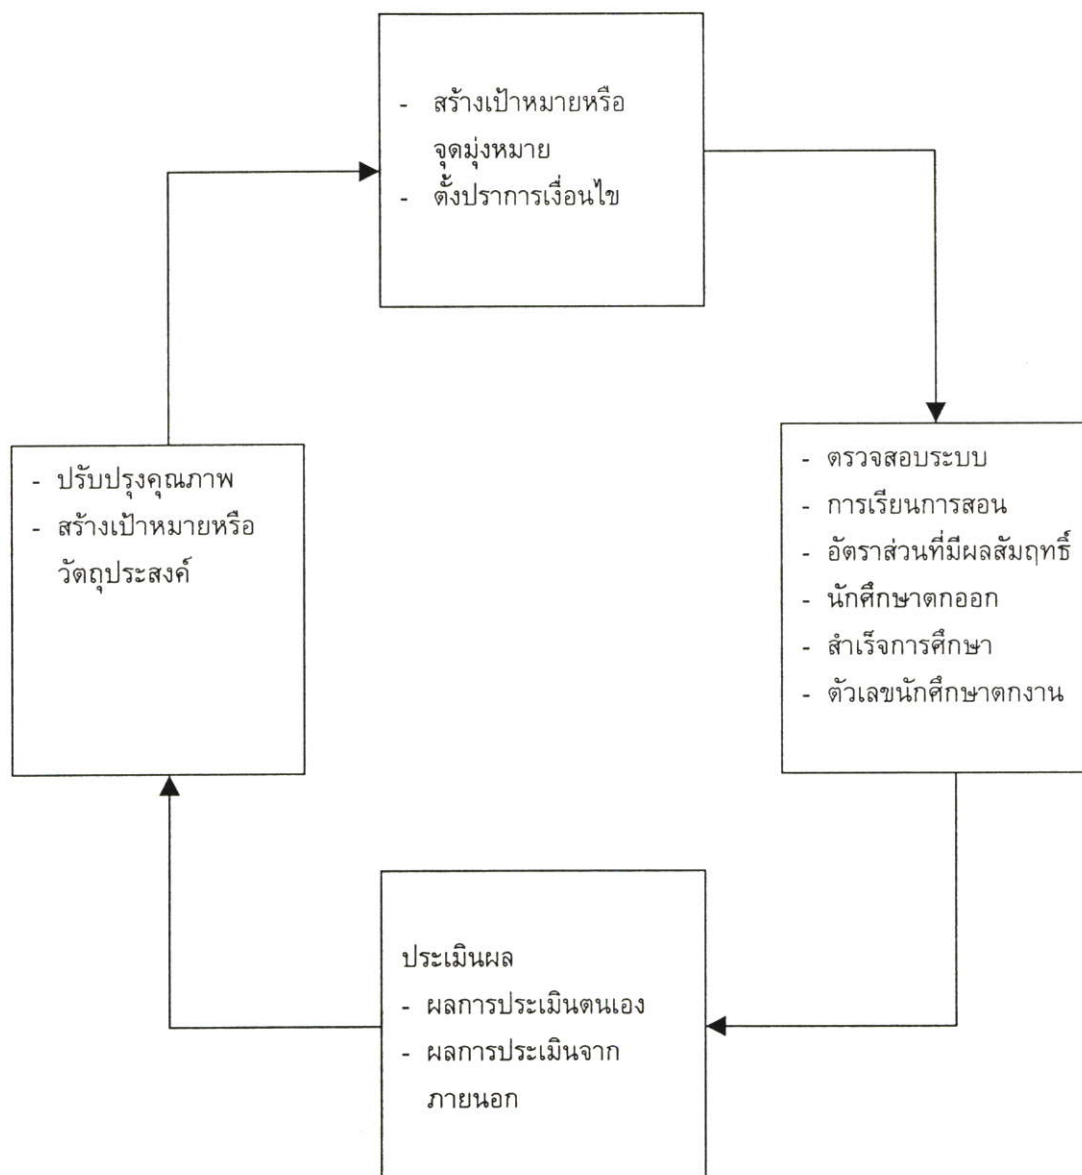 - สร้างเป้าหมายหรือ
จุดมุ่งหมาย
- ตั้งปราการเงื่อนไข
- ปรับปรุงคุณภาพ
- สร้างเป้าหมายหรือ
วัตถุประสงค์
- ตรวจสอบระบบ
- การเรียนการสอน
- อัตราส่วนที่มีผลสัมฤทธิ์
- นักศึกษาตกออก
- สำเร็จการศึกษา
- ตัวเลขนักศึกษาตกงาน
ประเมินผล
- ผลการประเมินตนเอง
- ผลการประเมินจาก
ภายนอก